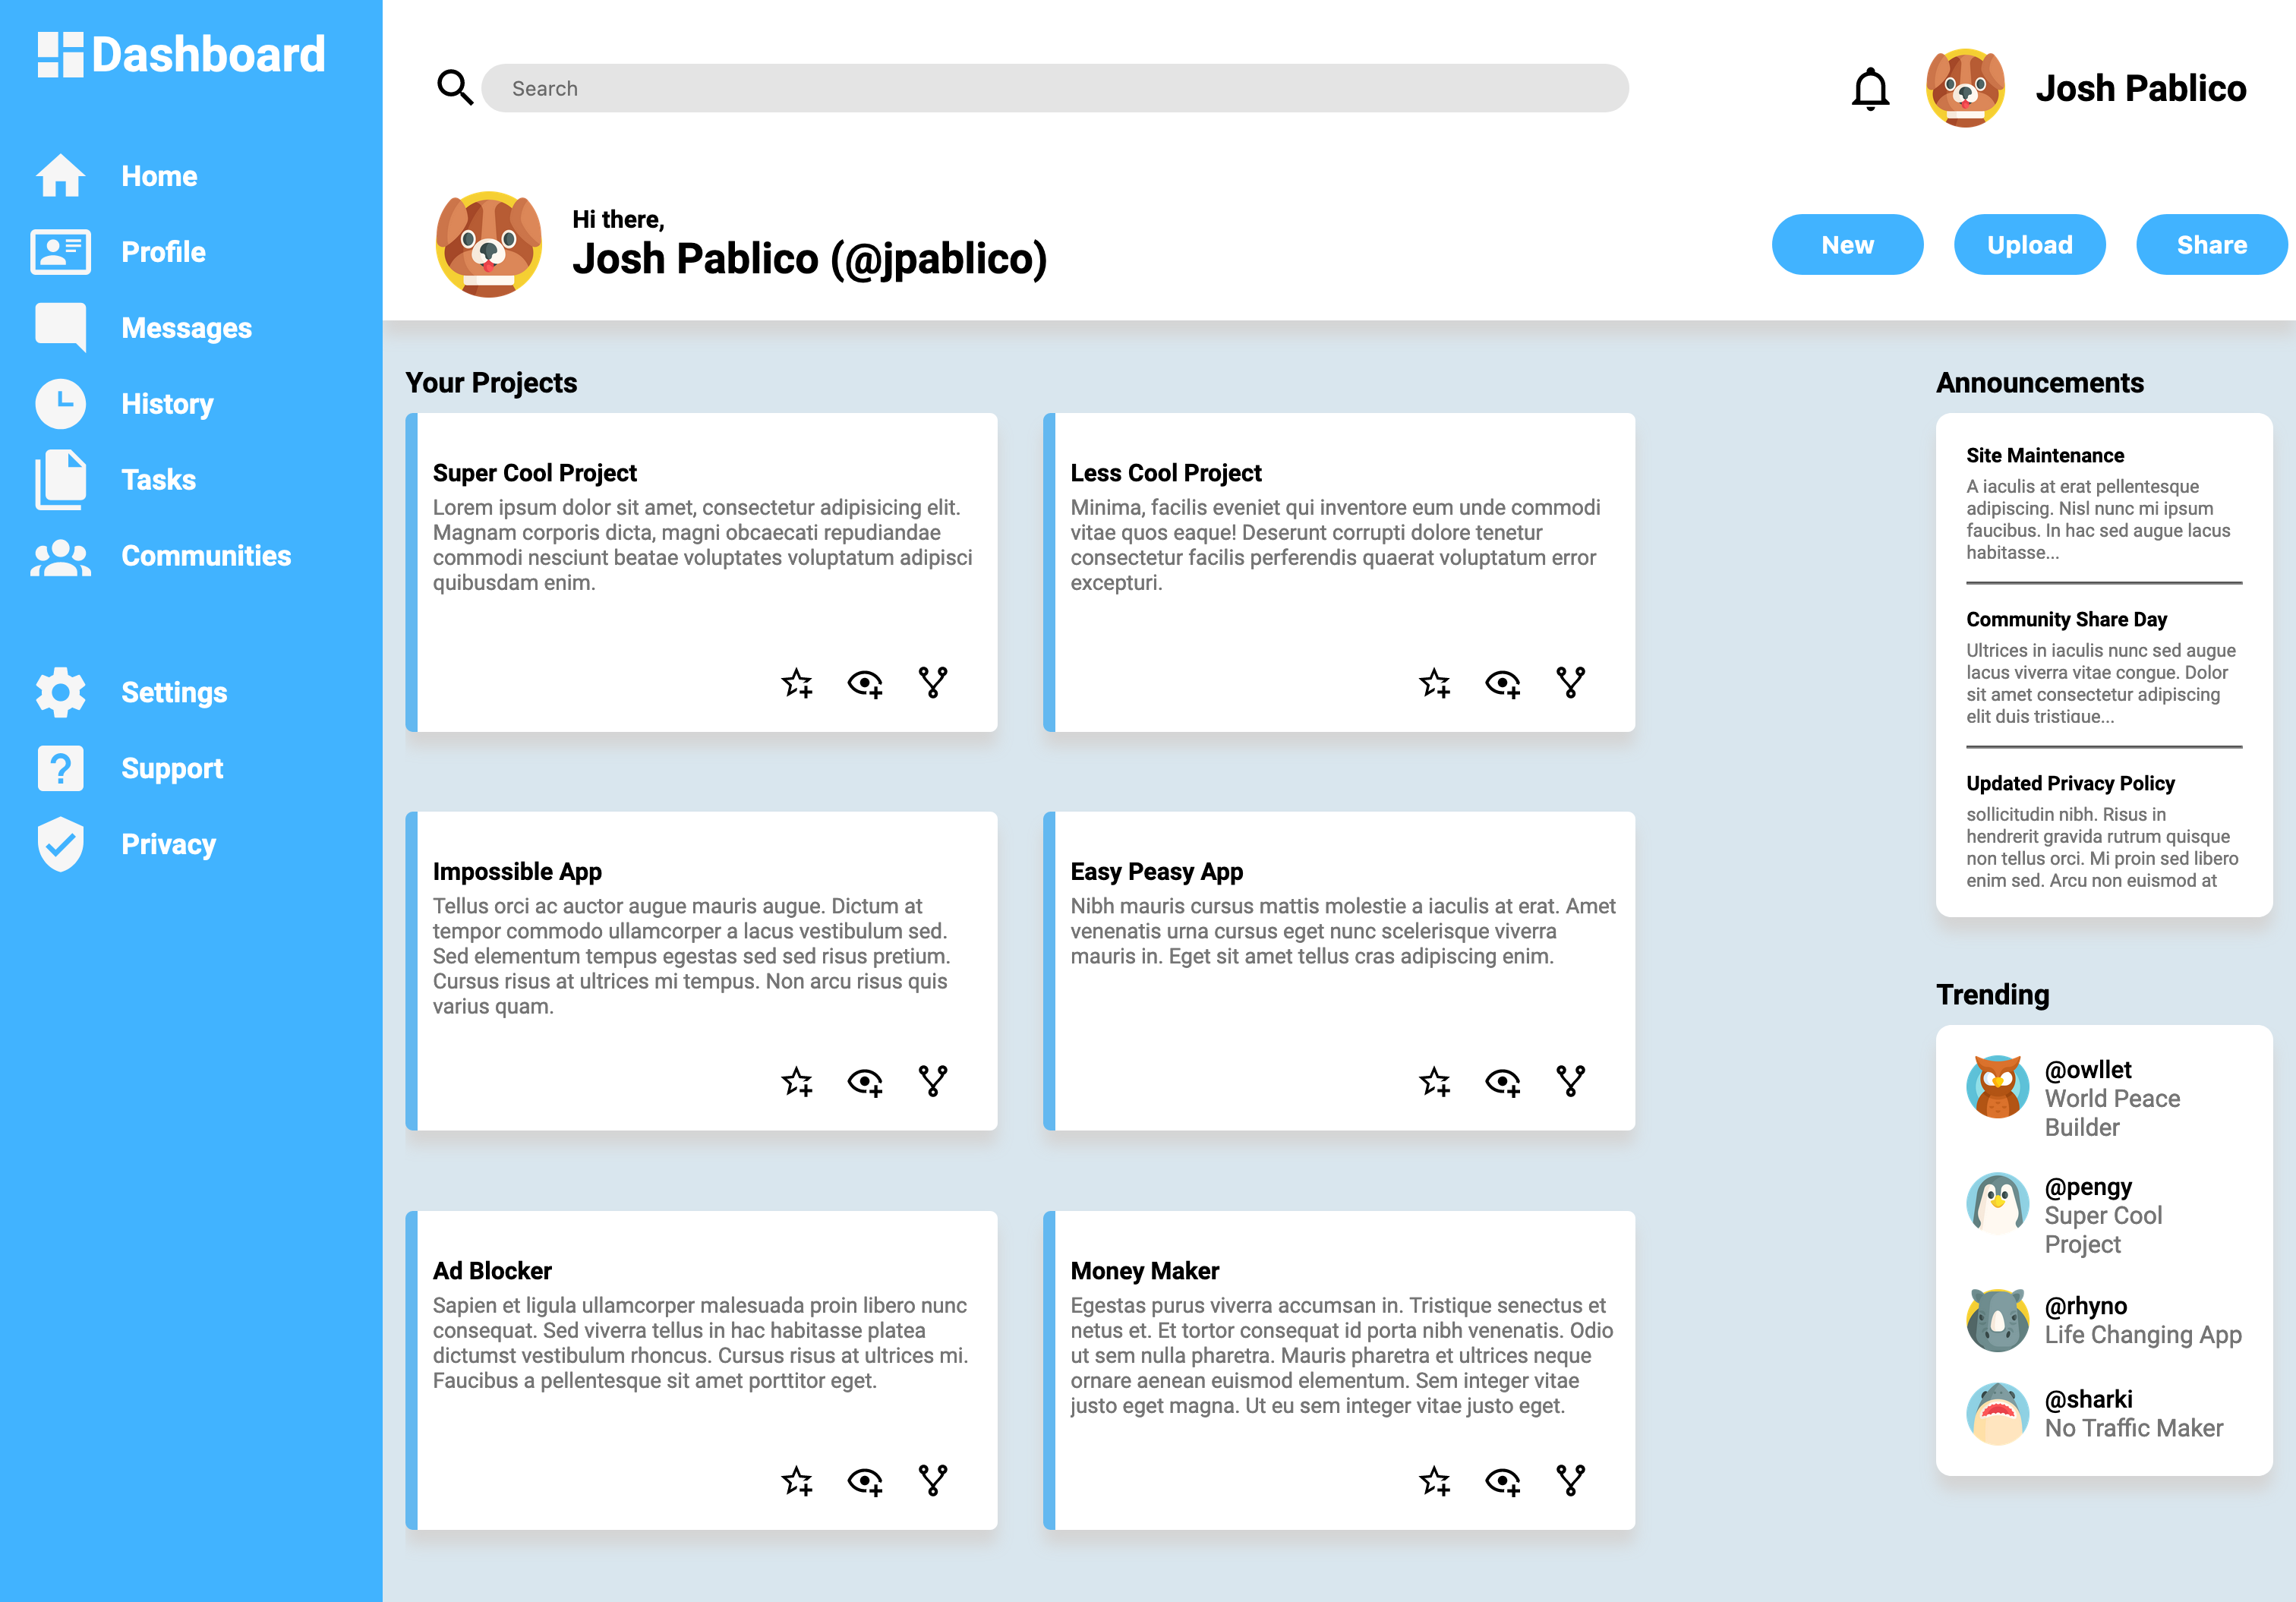 Dashboard
Home
Profile
Messages
History
Tasks
Communities
Settings
Support
Privacy
Search
Josh Pablico
Hi there,
Josh Pablico (@jpablico)
New
Upload
Share
Your Projects
Super Cool Project
Lorem ipsum dolor sit amet, consectetur adipisicing elit.
Magnam corporis dicta, magni obcaecati repudiandae
commodi nesciunt beatae voluptates voluptatum adipisci
quibusdam enim.
Less Cool Project
Minima, facilis eveniet qui inventore eum unde commodi
vitae quos eaque! Deserunt corrupti dolore tenetur
consectetur facilis perferendis quaerat voluptatum error
excepturi.
Impossible App
Tellus orci ac auctor augue mauris augue. Dictum at
tempor commodo ullamcorper a lacus vestibulum sed.
Sed elementum tempus egestas sed sed risus pretium.
Cursus risus at ultrices mi tempus. Non arcu risus quis
varius quam.
Easy Peasy App
Nibh mauris cursus mattis molestie a iaculis at erat. Amet
venenatis urna cursus eget nunc scelerisque viverra
mauris in. Eget sit amet tellus cras adipiscing enim.
Ad Blocker
Sapien et ligula ullamcorper malesuada proin libero nunc
consequat. Sed viverra tellus in hac habitasse platea
dictumst vestibulum rhoncus. Cursus risus at ultrices mi.
Faucibus a pellentesque sit amet porttitor eget.
Money Maker
Egestas purus viverra accumsan in. Tristique senectus et
netus et. Et tortor consequat id porta nibh venenatis. Odio
ut sem nulla pharetra. Mauris pharetra et ultrices neque
ornare aenean euismod elementum. Sem integer vitae
justo eget magna. Ut eu sem integer vitae justo eget.
Announcements
Site Maintenance
A iaculis at erat pellentesque
adipiscing. Nisl nunc mi ipsum
faucibus. In hac sed augue lacus
habitasse...
Community Share Day
Ultrices in iaculis nunc sed augue
lacus viverra vitae congue. Dolor
sit amet consectetur adipiscing
elit duis tristique...
Updated Privacy Policy
sollicitudin nibh. Risus in
hendrerit gravida rutrum quisque
non tellus orci. Mi proin sed libero
enim sed. Arcu non euismod at
Trending
@owllet
World Peace
Builder
@pengy
Super Cool
Project
@rhyno
Life Changing App
@sharki
No Traffic Maker